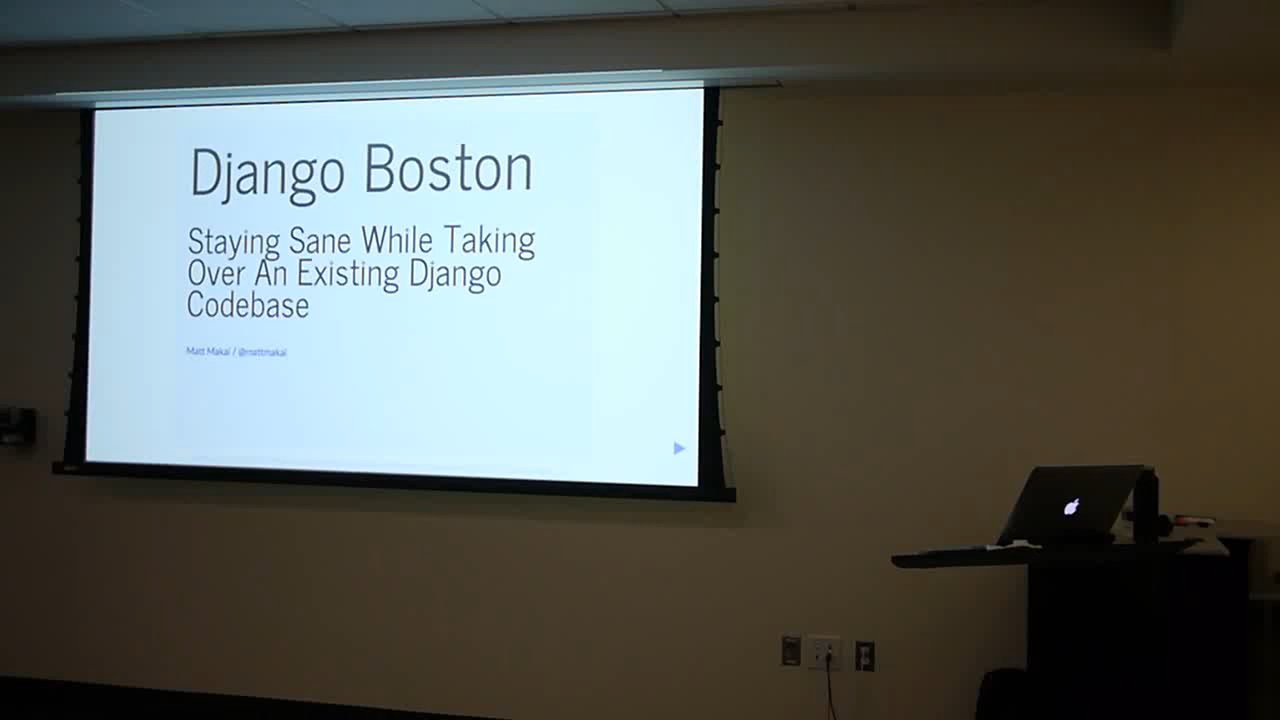 Django Boston
Staying Sane While Taking
Over An Existing Django
Codebase
Matt Makai / @mattmakai